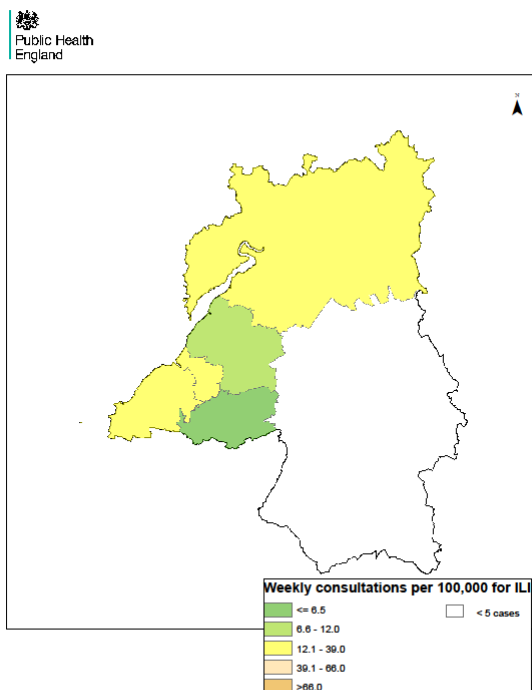 Public Health
England
N
Weekly consultations per 100,000 for ILI
<= 6.5
< 5 cases
6.6 - 12.0
12.1 - 39.0
39.1 - 66.0
>66.0